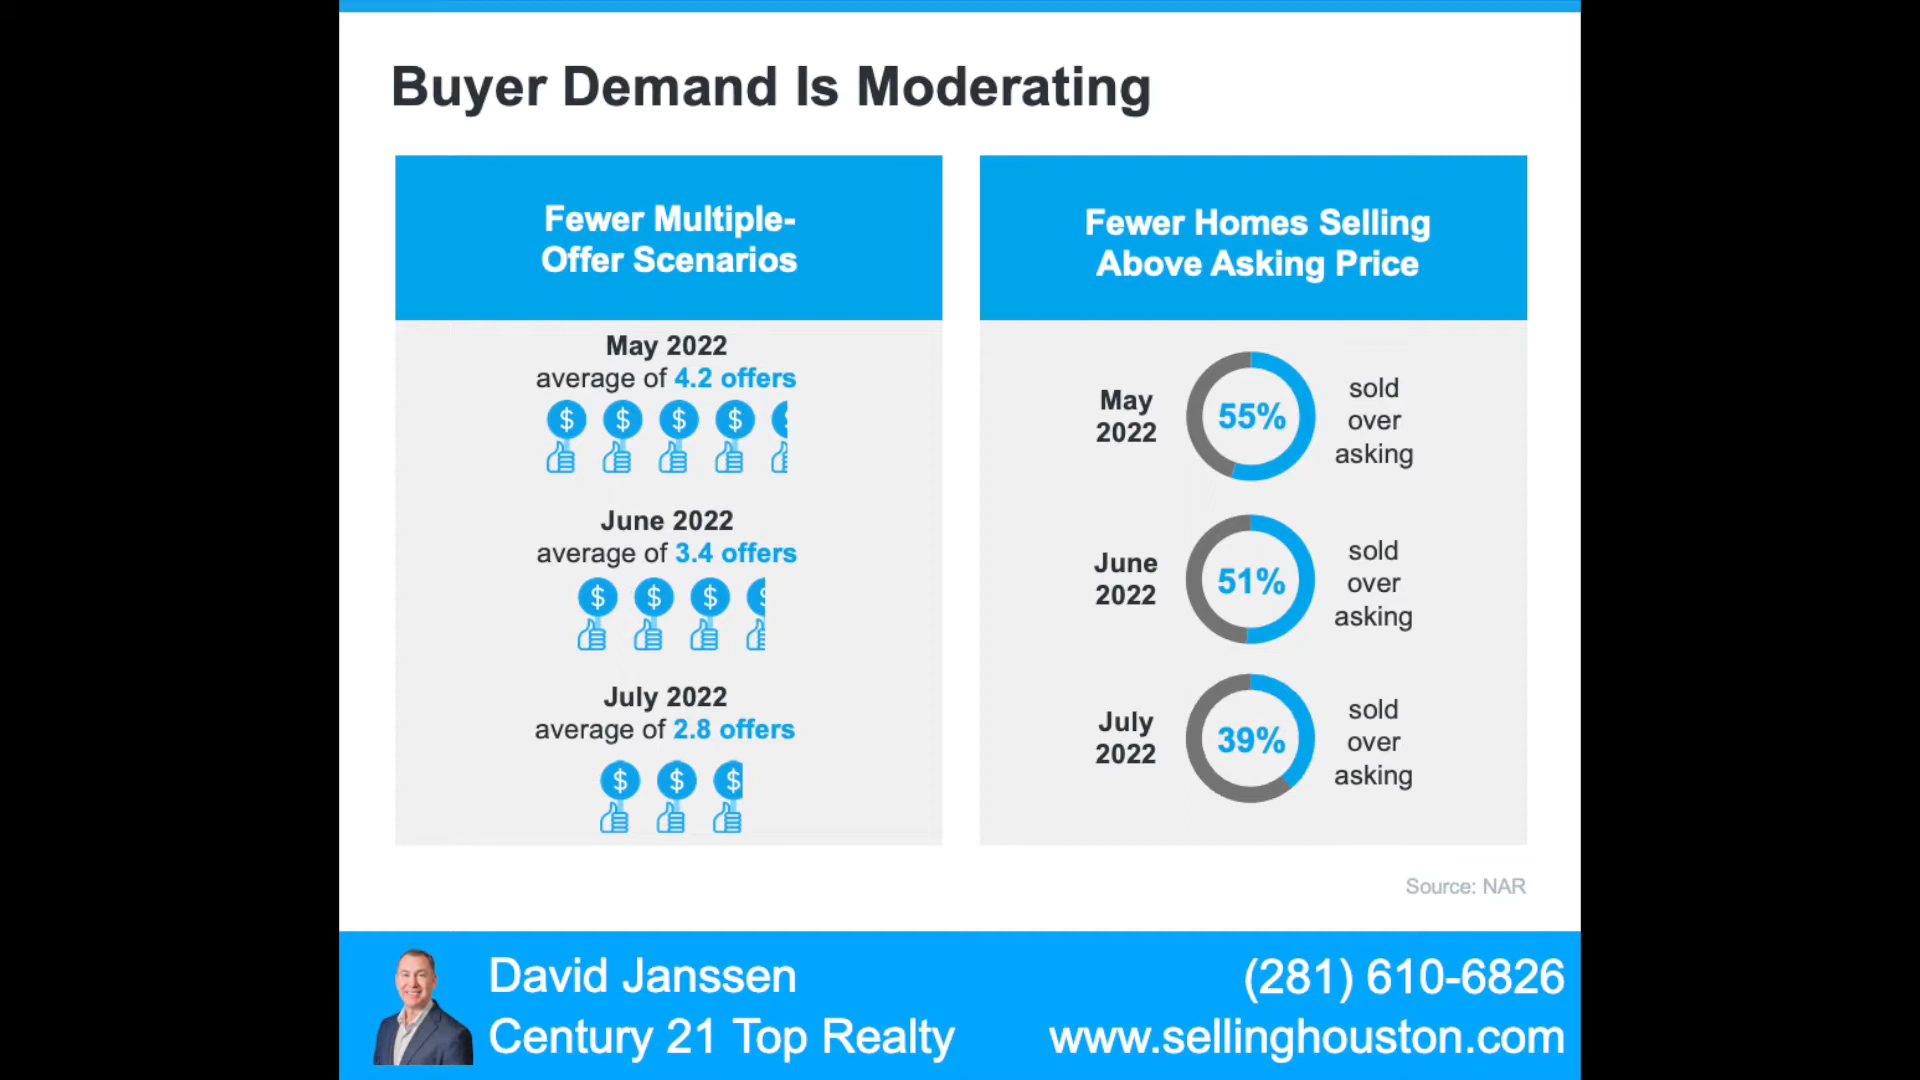 Buyer Demand Is Moderating
Fewer Multiple-
Offer Scenarios
May 2022
average of 4.2 offers
$ $ $ $ $
June 2022
average of 3.4 offers
$ $ $ $
July 2022
average of 2.8 offers
$ $ $
Fewer Homes Selling
Above Asking Price
May
2022
55%
sold
over
asking
June
2022
51%
sold
over
asking
July
2022
39%
sold
over
asking
Source: NAR
David Janssen
Century 21 Top Realty
(281) 610-6826
www.sellinghouston.com